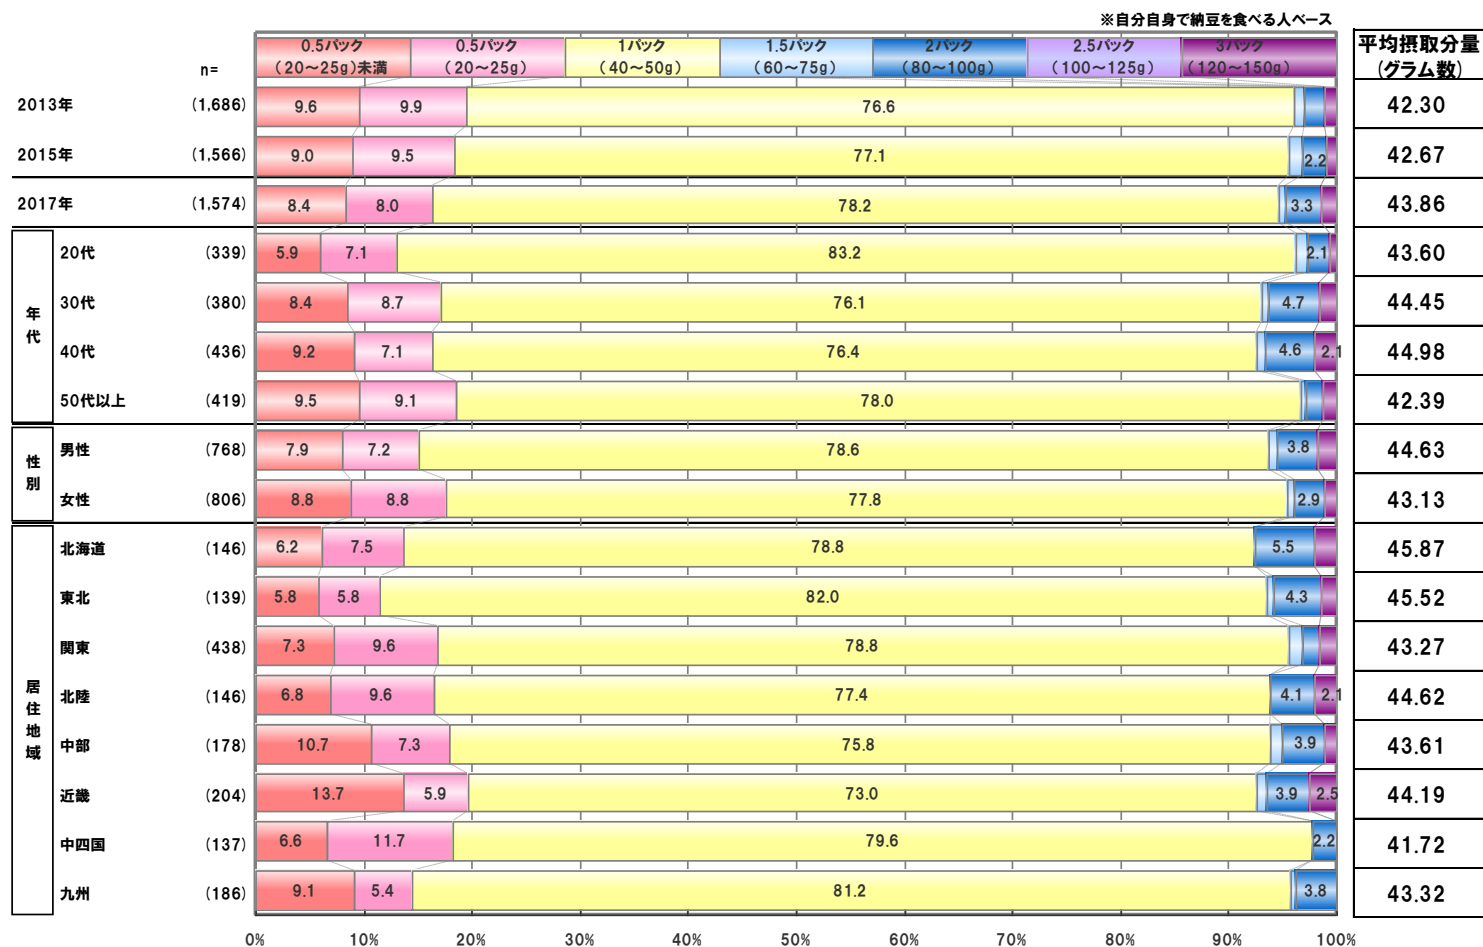 ※自分自身で納豆を食べる人ベース
0.5パック 0.5パック 1パック 1.5パック 2パック 2.5パック 3パック 平均摂取分量
n= （20～25g）未満 （20～25g） （40～50g） （60～75g） （80～100g） （100～125g） （120～150g） （グラム数）
2013年 (1,686) 9.6 9.9 76.6 42.30
2015年 (1,566) 9.0 9.5 77.1 2.2 42.67
2017年 (1,574) 8.4 8.0 78.2 3.3 43.86
年代
20代 (339) 5.9 7.1 83.2 2.1 43.60
30代 (380) 8.4 8.7 76.1 4.7 44.45
40代 (436) 9.2 7.1 76.4 4.6 2.1 44.98
50代以上 (419) 9.5 9.1 78.0 42.39
性別
男性 (768) 7.9 7.2 78.6 3.8 44.63
女性 (806) 8.8 8.8 77.8 2.9 43.13
居住地域
北海道 (146) 6.2 7.5 78.8 5.5 45.87
東北 (139) 5.8 5.8 82.0 4.3 45.52
関東 (438) 7.3 9.6 78.8 43.27
北陸 (146) 6.8 9.6 77.4 4.1 2.1 44.62
中部 (178) 10.7 7.3 75.8 3.9 43.61
近畿 (204) 13.7 5.9 73.0 3.9 2.5 44.19
中四国 (137) 6.6 11.7 79.6 2.2 41.72
九州 (186) 9.1 5.4 81.2 3.8 43.32
0% 10% 20% 30% 40% 50% 60% 70% 80% 90% 100%